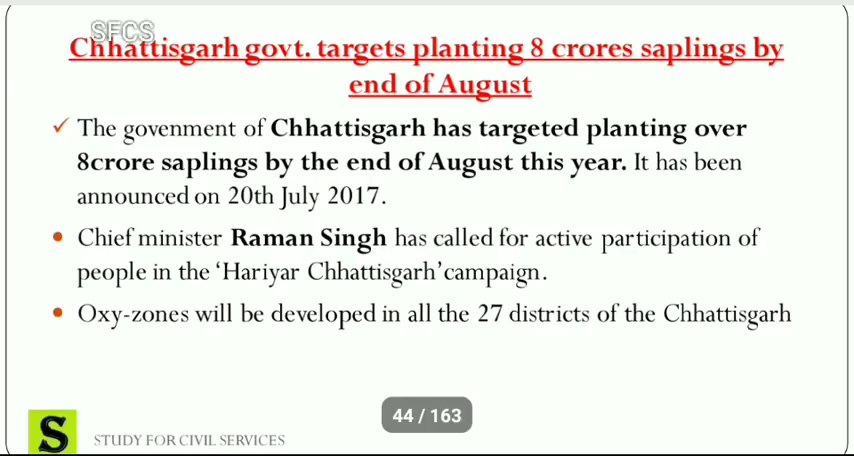 SFCS
Chhattisgarh govt. targets planting 8 crores saplings by
end of August
✓ The govenment of Chhattisgarh has targeted planting over
8crore saplings by the end of August this year. It has been
announced on 20th July 2017.
• Chief minister Raman Singh has called for active participation of
people in the ‘Hariyar Chhattisgarh’campaign.
• Oxy-zones will be developed in all the 27 districts of the Chhattisgarh
44 / 163
S
STUDY FOR CIVIL SERVICES